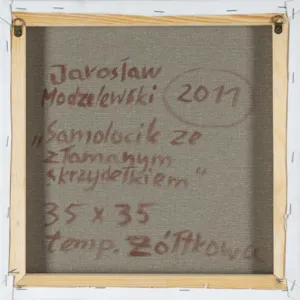 Jarosław
Modzelewski 2011
„Samolocik ze
złamanym
skrzydełkiem"
35 x 35
temp. żółtkowa